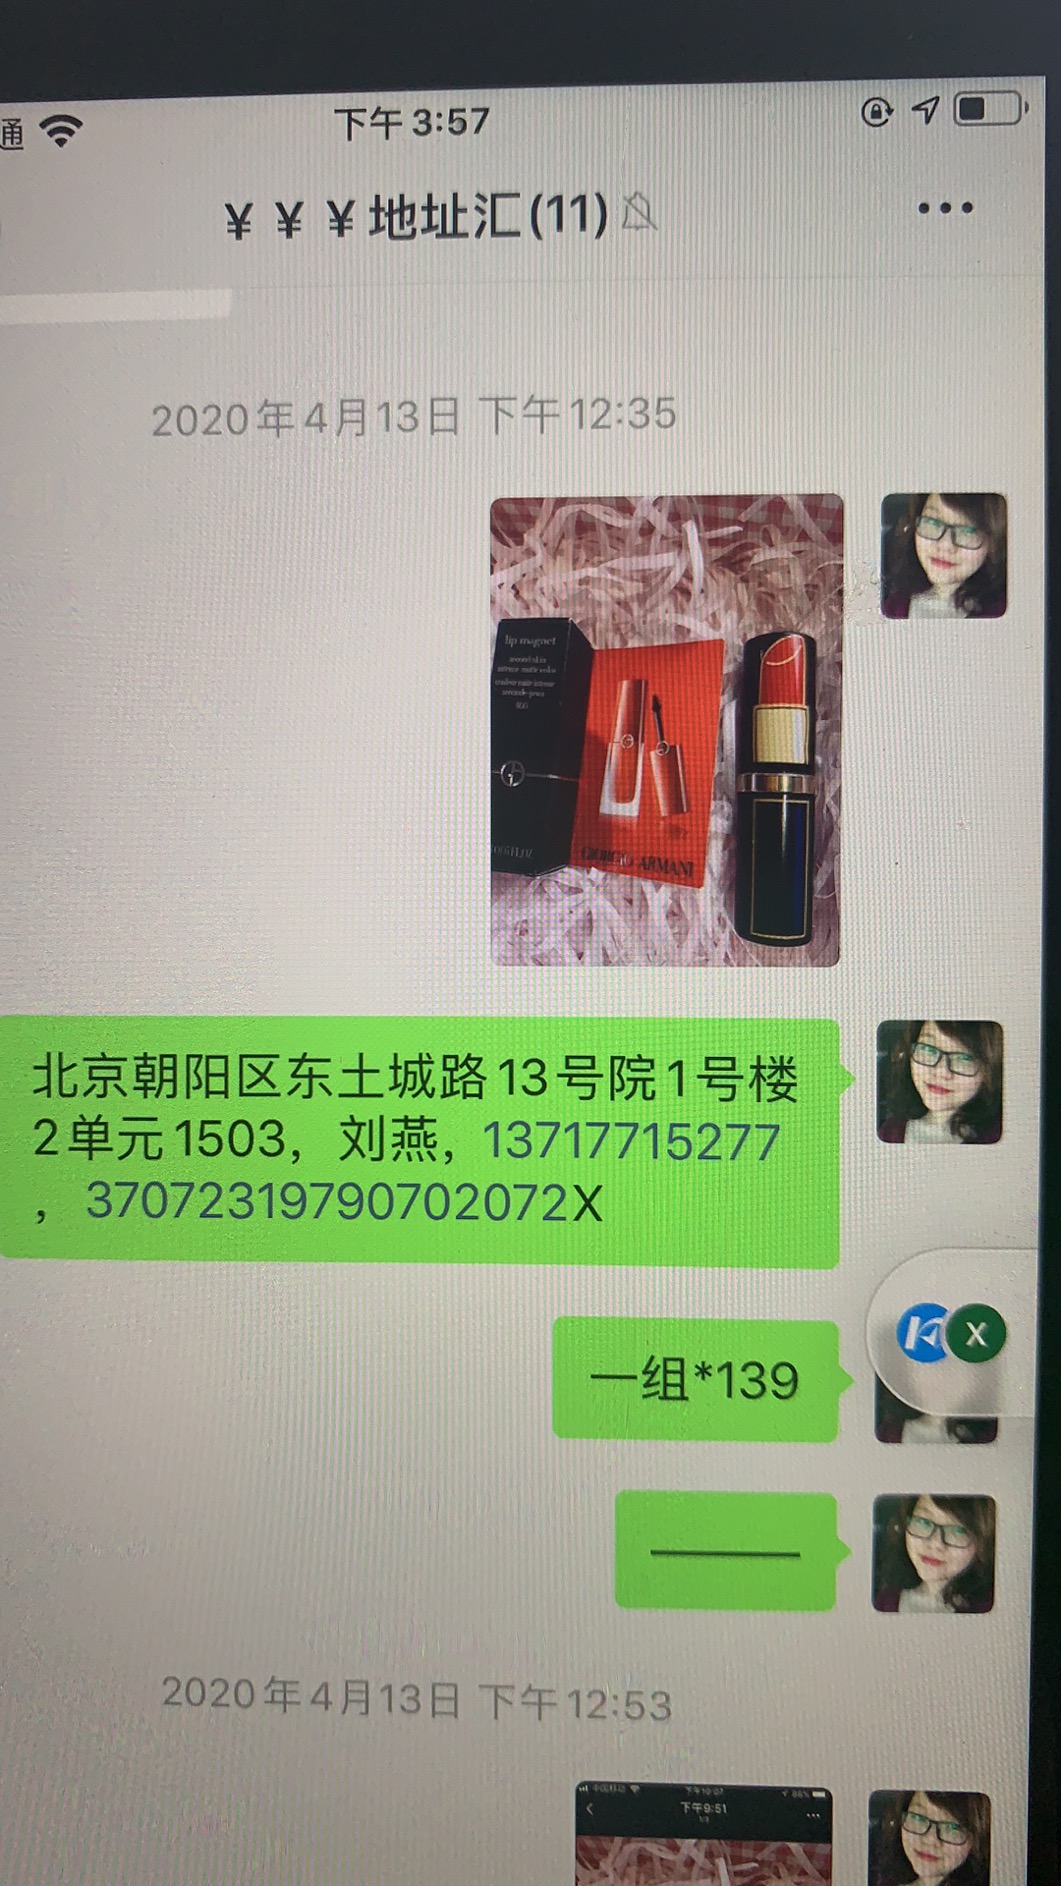 通 下午3:57
¥ ¥ ¥地址汇(11)
2020年4月13日 下午12:35
lip magnet
GIORGIO ARMANI
北京朝阳区东土城路13号院1号楼
2单元1503，刘燕，13717715277
，37072319790702072X
X
一组*139
2020年4月13日 下午12:53
下午9:51